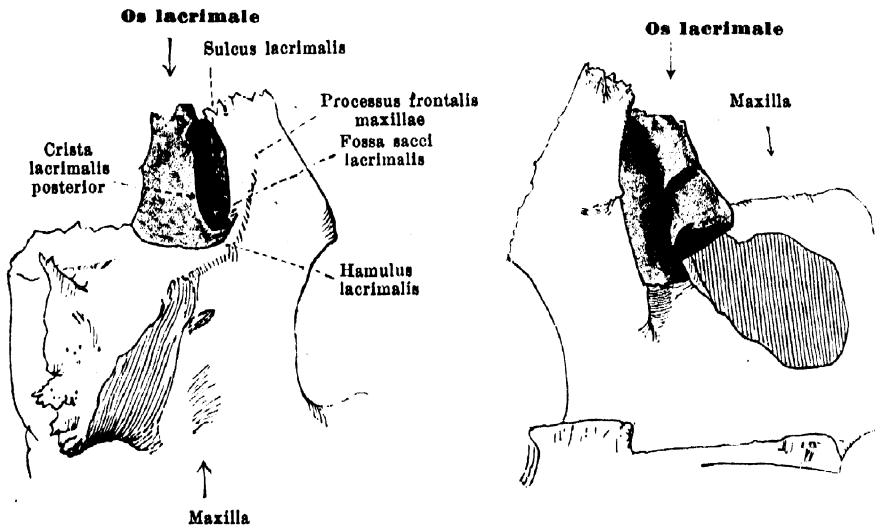 Os lacrimale
Sulcus lacrimalis
Processus frontalis
maxillae
Fossa sacci
lacrimalis
Crista
lacrimalis
posterior
Hamulus
lacrimalis
Maxilla
Os lacrimale
Maxilla